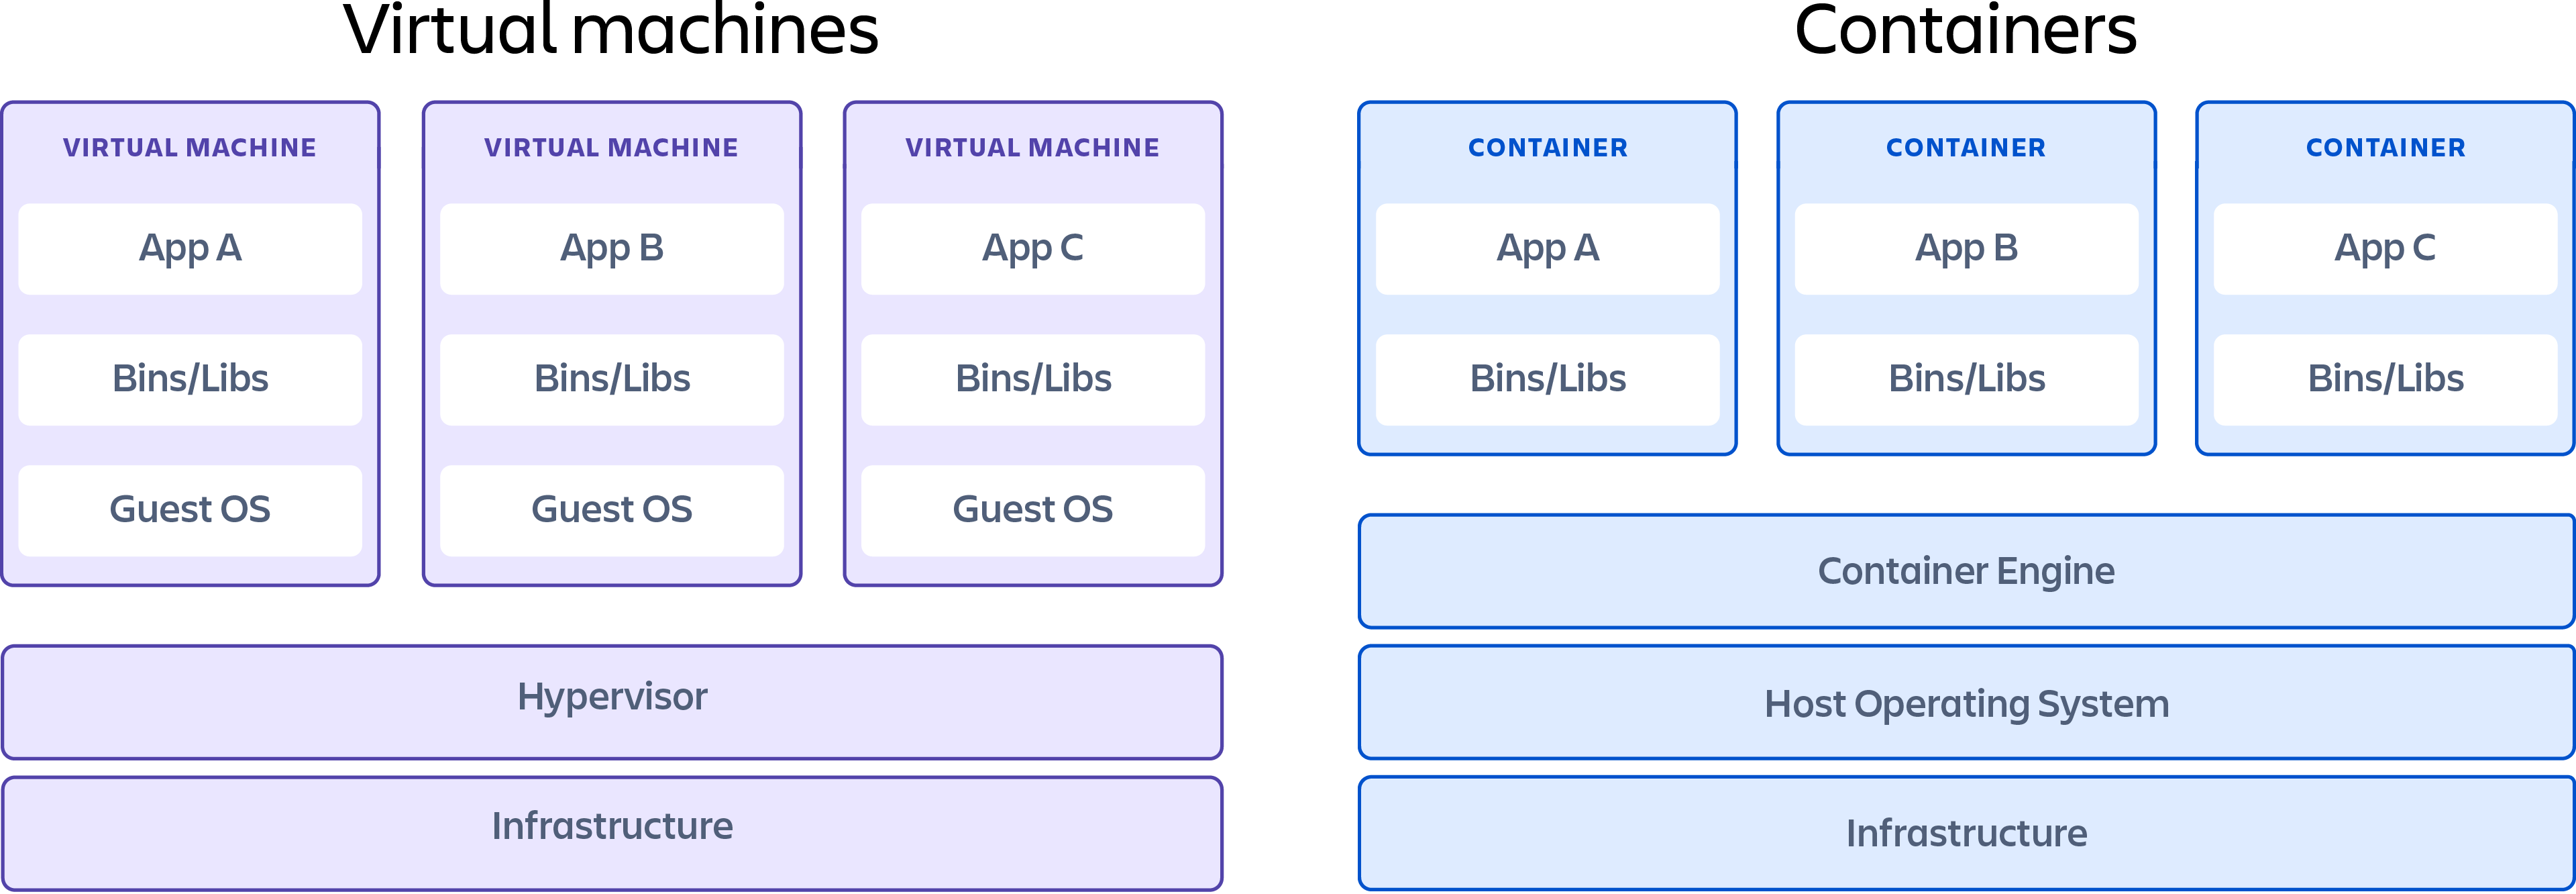 Virtual machines
VIRTUAL MACHINE
App A
Bins/Libs
Guest OS
VIRTUAL MACHINE
App B
Bins/Libs
Guest OS
VIRTUAL MACHINE
App C
Bins/Libs
Guest OS
Hypervisor
Infrastructure
Containers
CONTAINER
App A
Bins/Libs
CONTAINER
App B
Bins/Libs
CONTAINER
App C
Bins/Libs
Container Engine
Host Operating System
Infrastructure